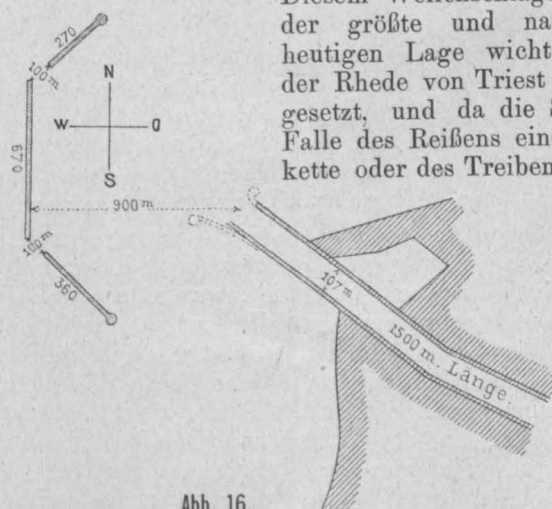 Diesem Wellenschlage
der größte und na
heutigen Lage wicht
der Rhede von Triest
gesetzt, und da die S
Falle des Reißens ein
kette oder des Treiben
270
100 m
N
W
O
S
670
900 m
100 m
360
107 m
1500 m. Länge.
Abb. 16